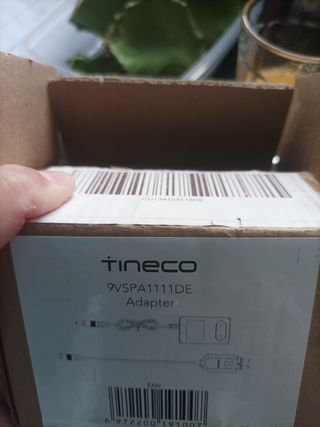 TINECO
9VSPA1111DE
Adapter
EAN
6 972200 191007